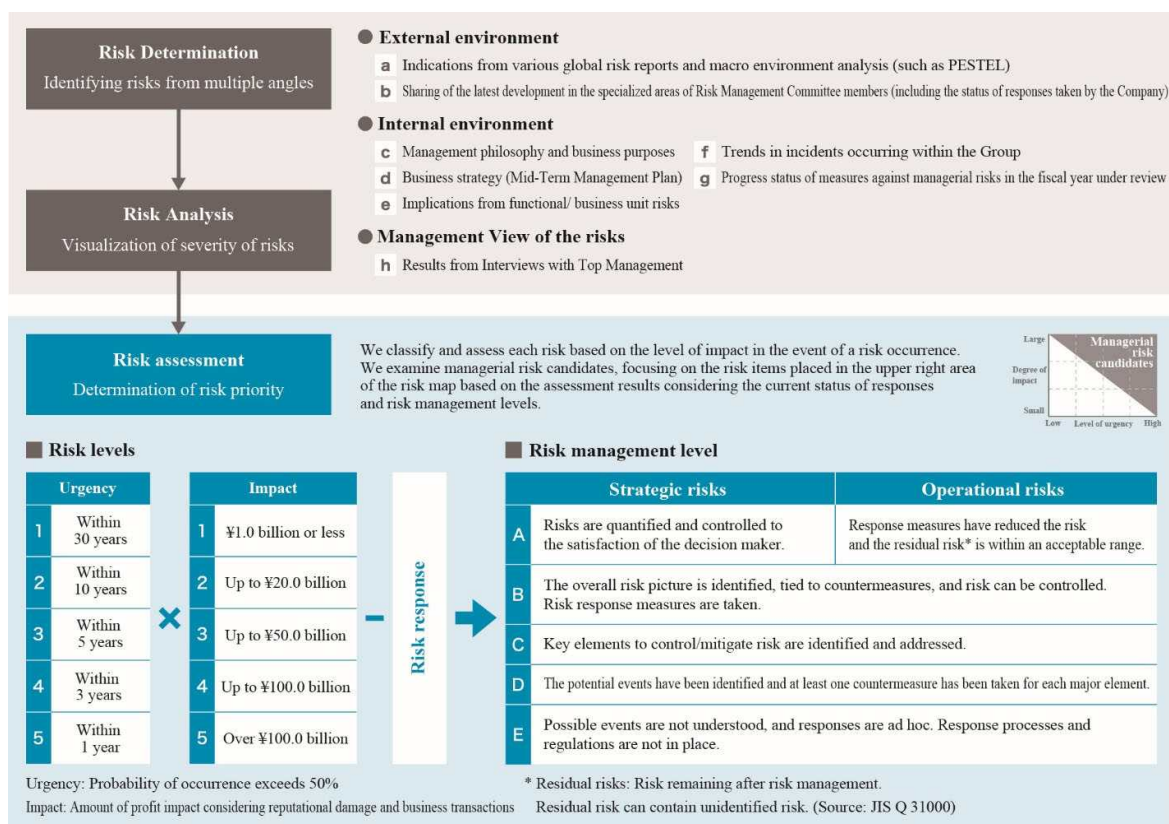 Risk Determination
Identifying risks from multiple angles
Risk Analysis
Visualization of severity of risks
External environment
a Indications from various global risk reports and macro environment analysis (such as PESTEL)
b Sharing of the latest development in the specialized areas of Risk Management Committee members (including the status of responses taken by the Company)
Internal environment
c Management philosophy and business purposes
d Business strategy (Mid-Term Management Plan)
e Implications from functional/ business unit risks
f Trends in incidents occurring within the Group
g Progress status of measures against managerial risks in the fiscal year under review
Management View of the risks
h Results from Interviews with Top Management
Risk assessment
Determination of risk priority
We classify and assess each risk based on the level of impact in the event of a risk occurrence.
We examine managerial risk candidates, focusing on the risk items placed in the upper right area
of the risk map based on the assessment results considering the current status of responses
and risk management levels.
Large
Degree of
impact
Small
Managerial
risk
candidates
Low Level of urgency High
Risk levels
Urgency
1 Within
30 years
2 Within
10 years
3 Within
5 years
4 Within
3 years
5 Within
1 year
×
Impact
1 ¥1.0 billion or less
2 Up to ¥20.0 billion
3 Up to ¥50.0 billion
4 Up to ¥100.0 billion
5 Over ¥100.0 billion
−
Risk response
Urgency: Probability of occurrence exceeds 50%
Impact: Amount of profit impact considering reputational damage and business transactions
Risk management level
Strategic risks Operational risks
A Risks are quantified and controlled to
the satisfaction of the decision maker.
Response measures have reduced the risk
and the residual risk* is within an acceptable range.
B The overall risk picture is identified, tied to countermeasures, and risk can be controlled.
Risk response measures are taken.
C Key elements to control/mitigate risk are identified and addressed.
D The potential events have been identified and at least one countermeasure has been taken for each major element.
E Possible events are not understood, and responses are ad hoc. Response processes and
regulations are not in place.
* Residual risks: Risk remaining after risk management.
Residual risk can contain unidentified risk. (Source: JIS Q 31000)